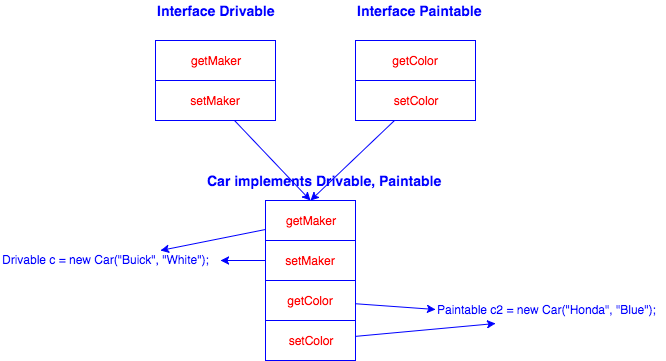 Interface Drivable
Interface Paintable
getMaker
getColor
setMaker
setColor
Car implements Drivable, Paintable
getMaker
setMaker
Drivable c = new Car("Buick", "White");
getColor
Paintable c2 = new Car("Honda", "Blue");
setColor